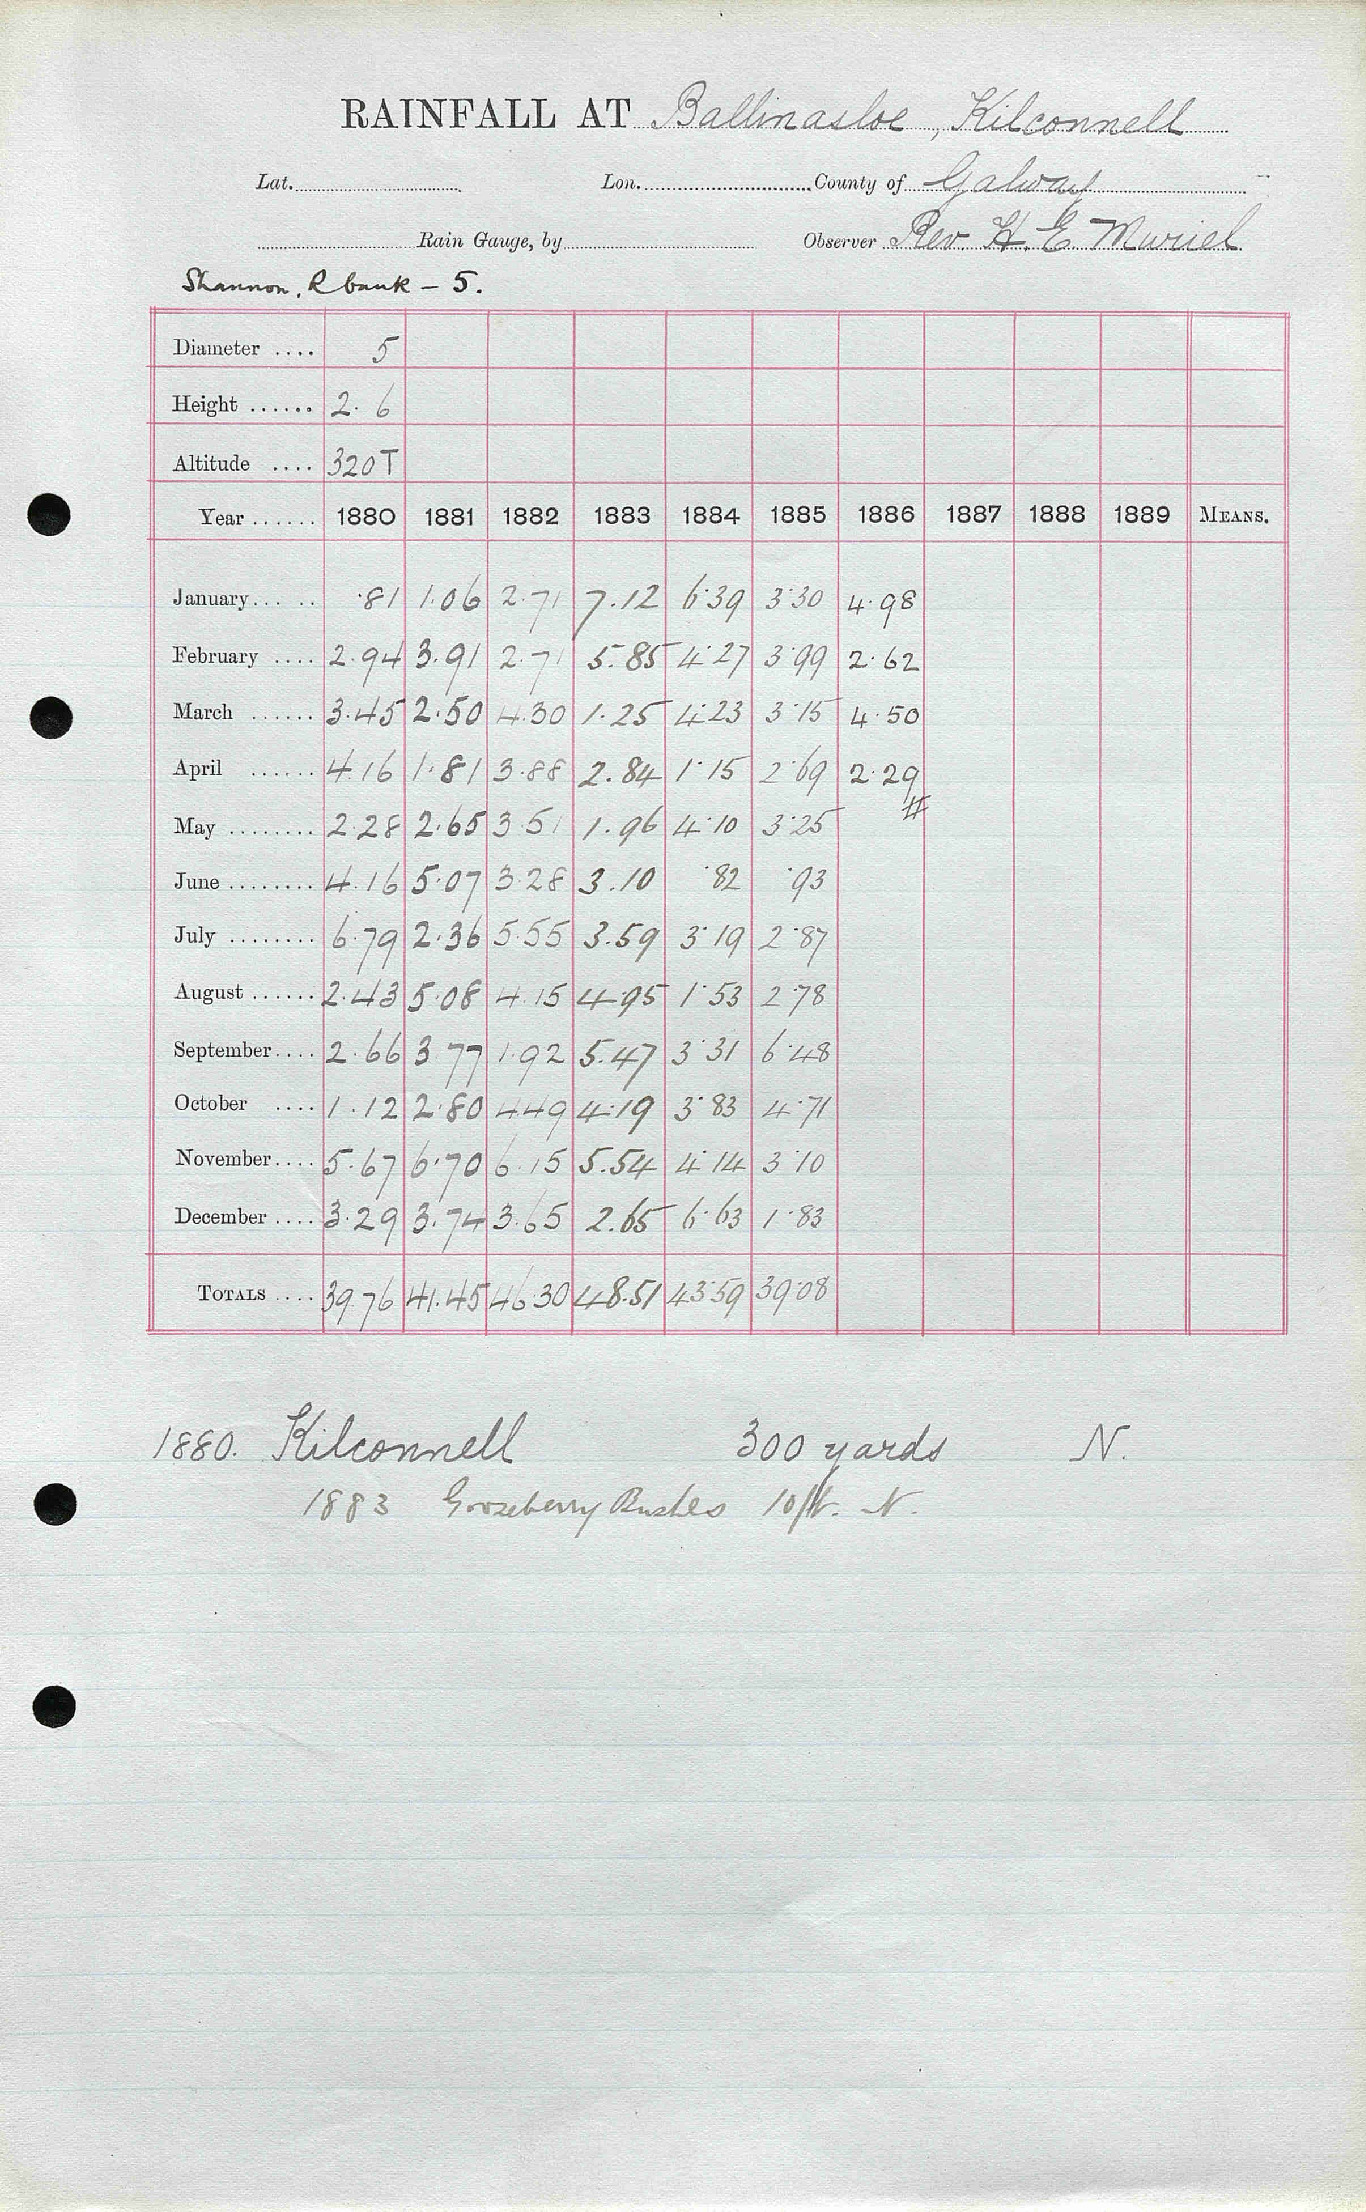 RAINFALL AT Ballinasloe, Kilconnell
Lat. Lon. County of Galway
Rain Gauge, by Observer Rev. H. E. Muriel
Shannon, R bank - 5.
Diameter .... 5
Height ...... 2.6
Altitude .... 320T
Year ...... 1880 1881 1882 1883 1884 1885 1886 1887 1888 1889 MEANS.
January ... .. ·81 1.06 2.71 7.12 6·39 3·30 4.98
February .... 2.94 3.91 2.71 5.85 4·27 3·99 2.62
March ...... 3.45 2.50 4.30 1.25 4·23 3·15 4.50
April ...... 4.16 1.81 3.88 2.84 1·15 2·69 2.29
May ........ 2.28 2.65 3.51 1.96 4·10 3·25 #
June ........ 4.16 5.07 3.28 3.10 ·82 ·93
July ........ 6.79 2.36 5.55 3.59 3·19 2·87
August ...... 2.43 5.08 4.15 4.95 1·53 2·78
September .... 2.66 3.77 1.92 5.47 3·31 6·48
October .... 1.12 2.80 4.49 4.19 3·83 4·71
November .... 5.67 6.70 6.15 5.54 4·14 3·10
December .... 3.29 3.74 3.65 2.65 6·63 1·83
TOTALS .... 39.76 41.45 46.30 48.51 43·59 39·08
1880. Kilconnell 300 yards N.
1883 Gooseberry Bushes 10 ft. N.